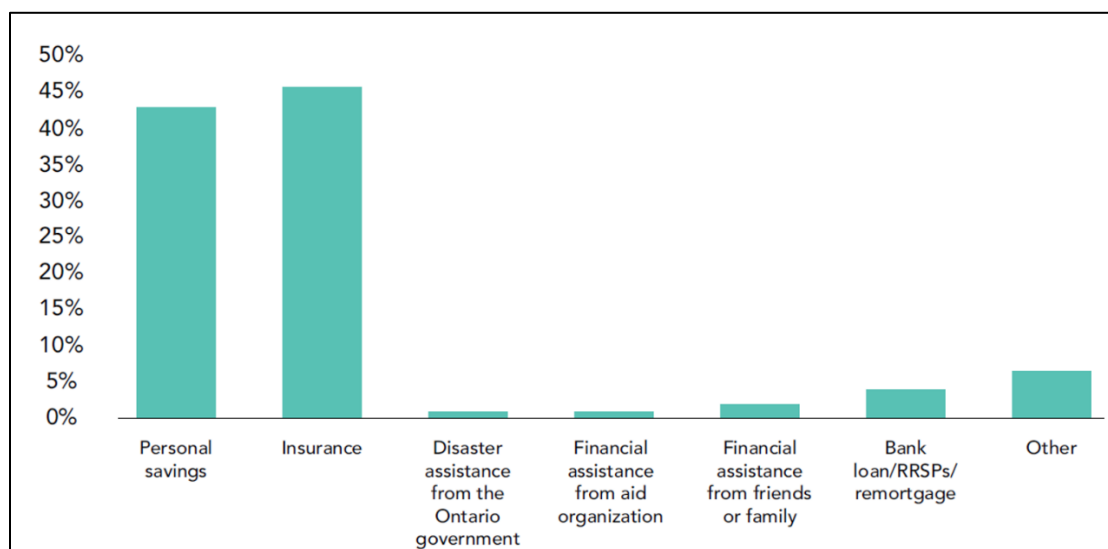 50%
45%
40%
35%
30%
25%
20%
15%
10%
5%
0%
Personal
savings
Insurance
Disaster
assistance
from the
Ontario
government
Financial
assistance
from aid
organization
Financial
assistance
from friends
or family
Bank
loan/RRSPs/
remortgage
Other